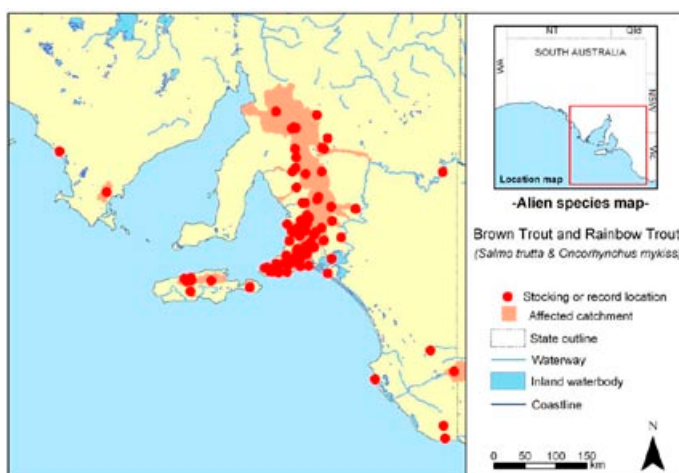 NT
Qld
SOUTH AUSTRALIA
WA
NSW
Vic
Location map
-Alien species map-
Brown Trout and Rainbow Trout
(Salmo trutta & Oncorhynchus mykiss)
Stocking or record location
Affected catchment
State outline
Waterway
Inland waterbody
Coastline
N
0 50 100 150 200
km